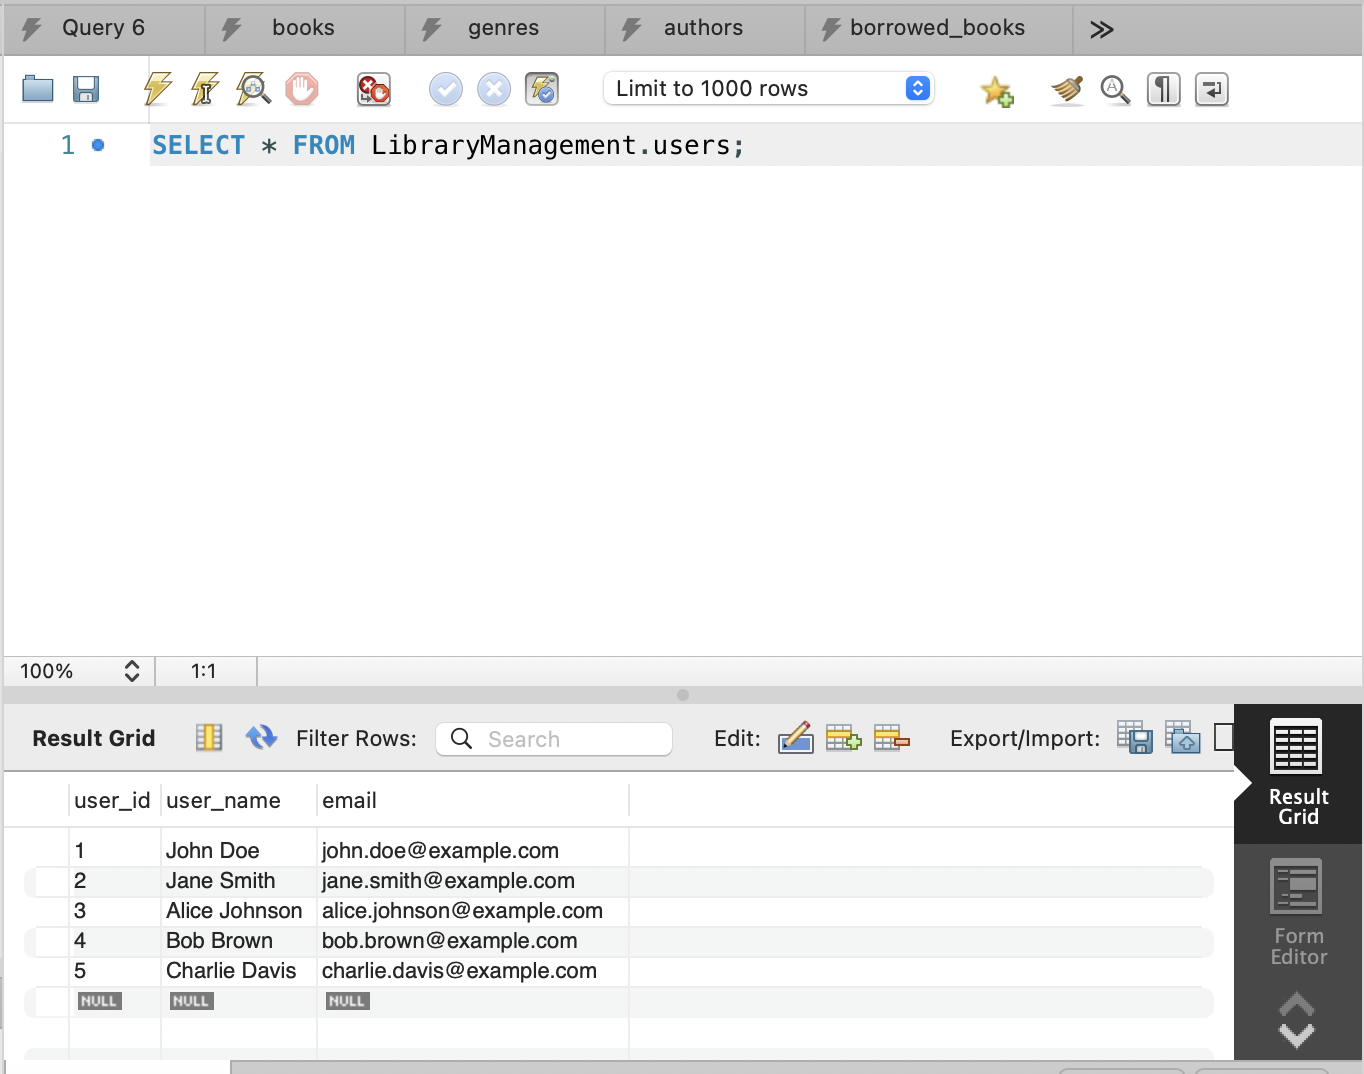 Query 6 books genres authors borrowed_books »
Limit to 1000 rows
1 SELECT * FROM LibraryManagement.users;
100% 1:1
Result Grid Filter Rows: Search Edit: Export/Import:
Result
Grid
Form
Editor
user_id user_name email
1 John Doe john.doe@example.com
2 Jane Smith jane.smith@example.com
3 Alice Johnson alice.johnson@example.com
4 Bob Brown bob.brown@example.com
5 Charlie Davis charlie.davis@example.com
NULL NULL NULL